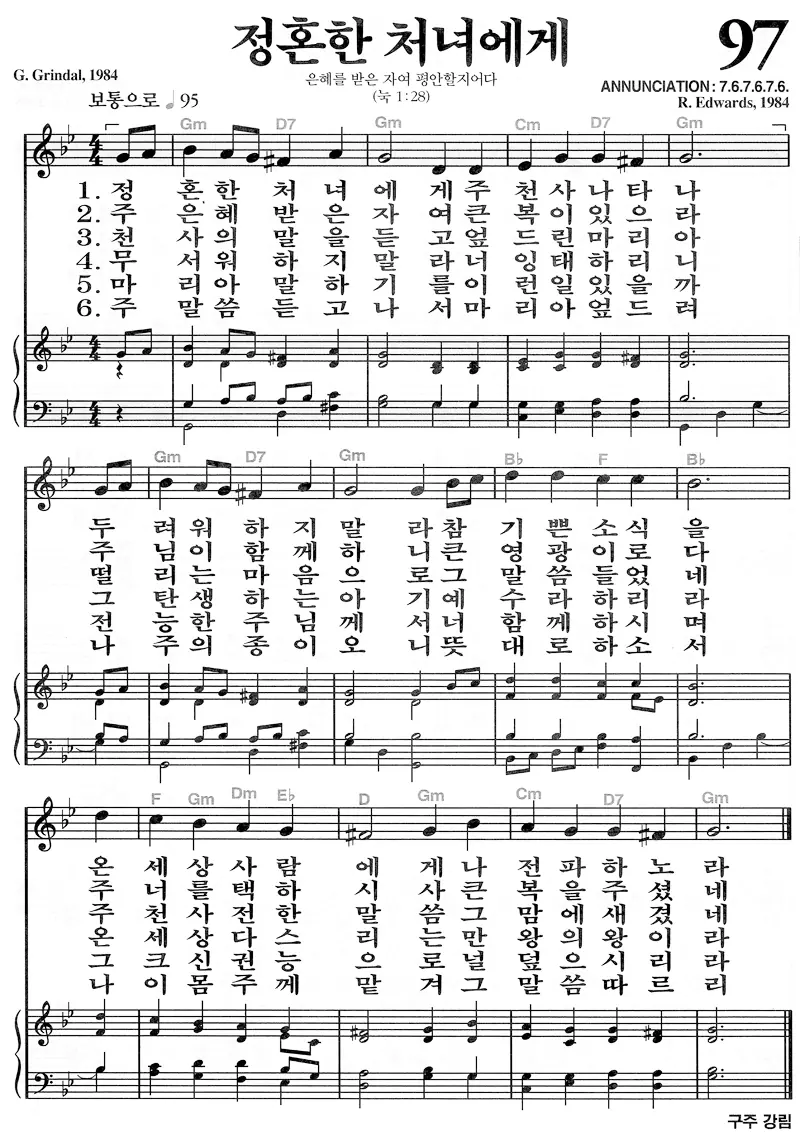 정혼한 처녀에게
97
G. Grindal, 1984
은혜를 받은 자여 평안할지어다
(눅 1:28)
ANNUNCIATION: 7.6.7.6.7.6.
보통으로 ♩ 95
R. Edwards, 1984
Gm D7 Gm Cm D7 Gm
1. 정 혼 한 처 녀 에 게 주 천 사 나 타 나
2. 주 은 혜 받 은 자 여 큰 복 이 있 으 라
3. 천 사 의 말 을 듣 고 엎 드 린 마 리 아
4. 무 서 워 하 지 말 라 너 잉 태 하 리 니
5. 마 리 아 말 하 기 를 이 런 일 있 을 까
6. 주 말 씀 듣 고 나 서 마 리 아 엎 드 려
Gm D7 Gm B♭ F B♭
두 려 워 하 지 말 라 참 기 쁜 소 식 을
주 님 이 함 께 하 니 큰 영 광 이 로 다
떨 리 는 마 음 으 로 그 말 씀 들 었 네
그 탄 생 하 는 아 기 예 수 라 하 리 라
전 능 한 주 님 께 서 너 함 께 하 시 며
나 주 의 종 이 오 니 뜻 대 로 하 소 서
F Gm Dm E♭ D Gm Cm D7 Gm
온 세 상 사 람 에 게 나 전 파 하 노 라
주 너 를 택 하 시 사 큰 복 을 주 셨 네
주 천 사 전 한 말 씀 그 맘 에 새 겼 네
온 세 상 다 스 리 는 만 왕 의 왕 이 라
그 크 신 권 능 으 로 널 덮 으 시 리 라
나 이 몸 주 께 맡 겨 그 말 씀 따 르 리
구주 강림